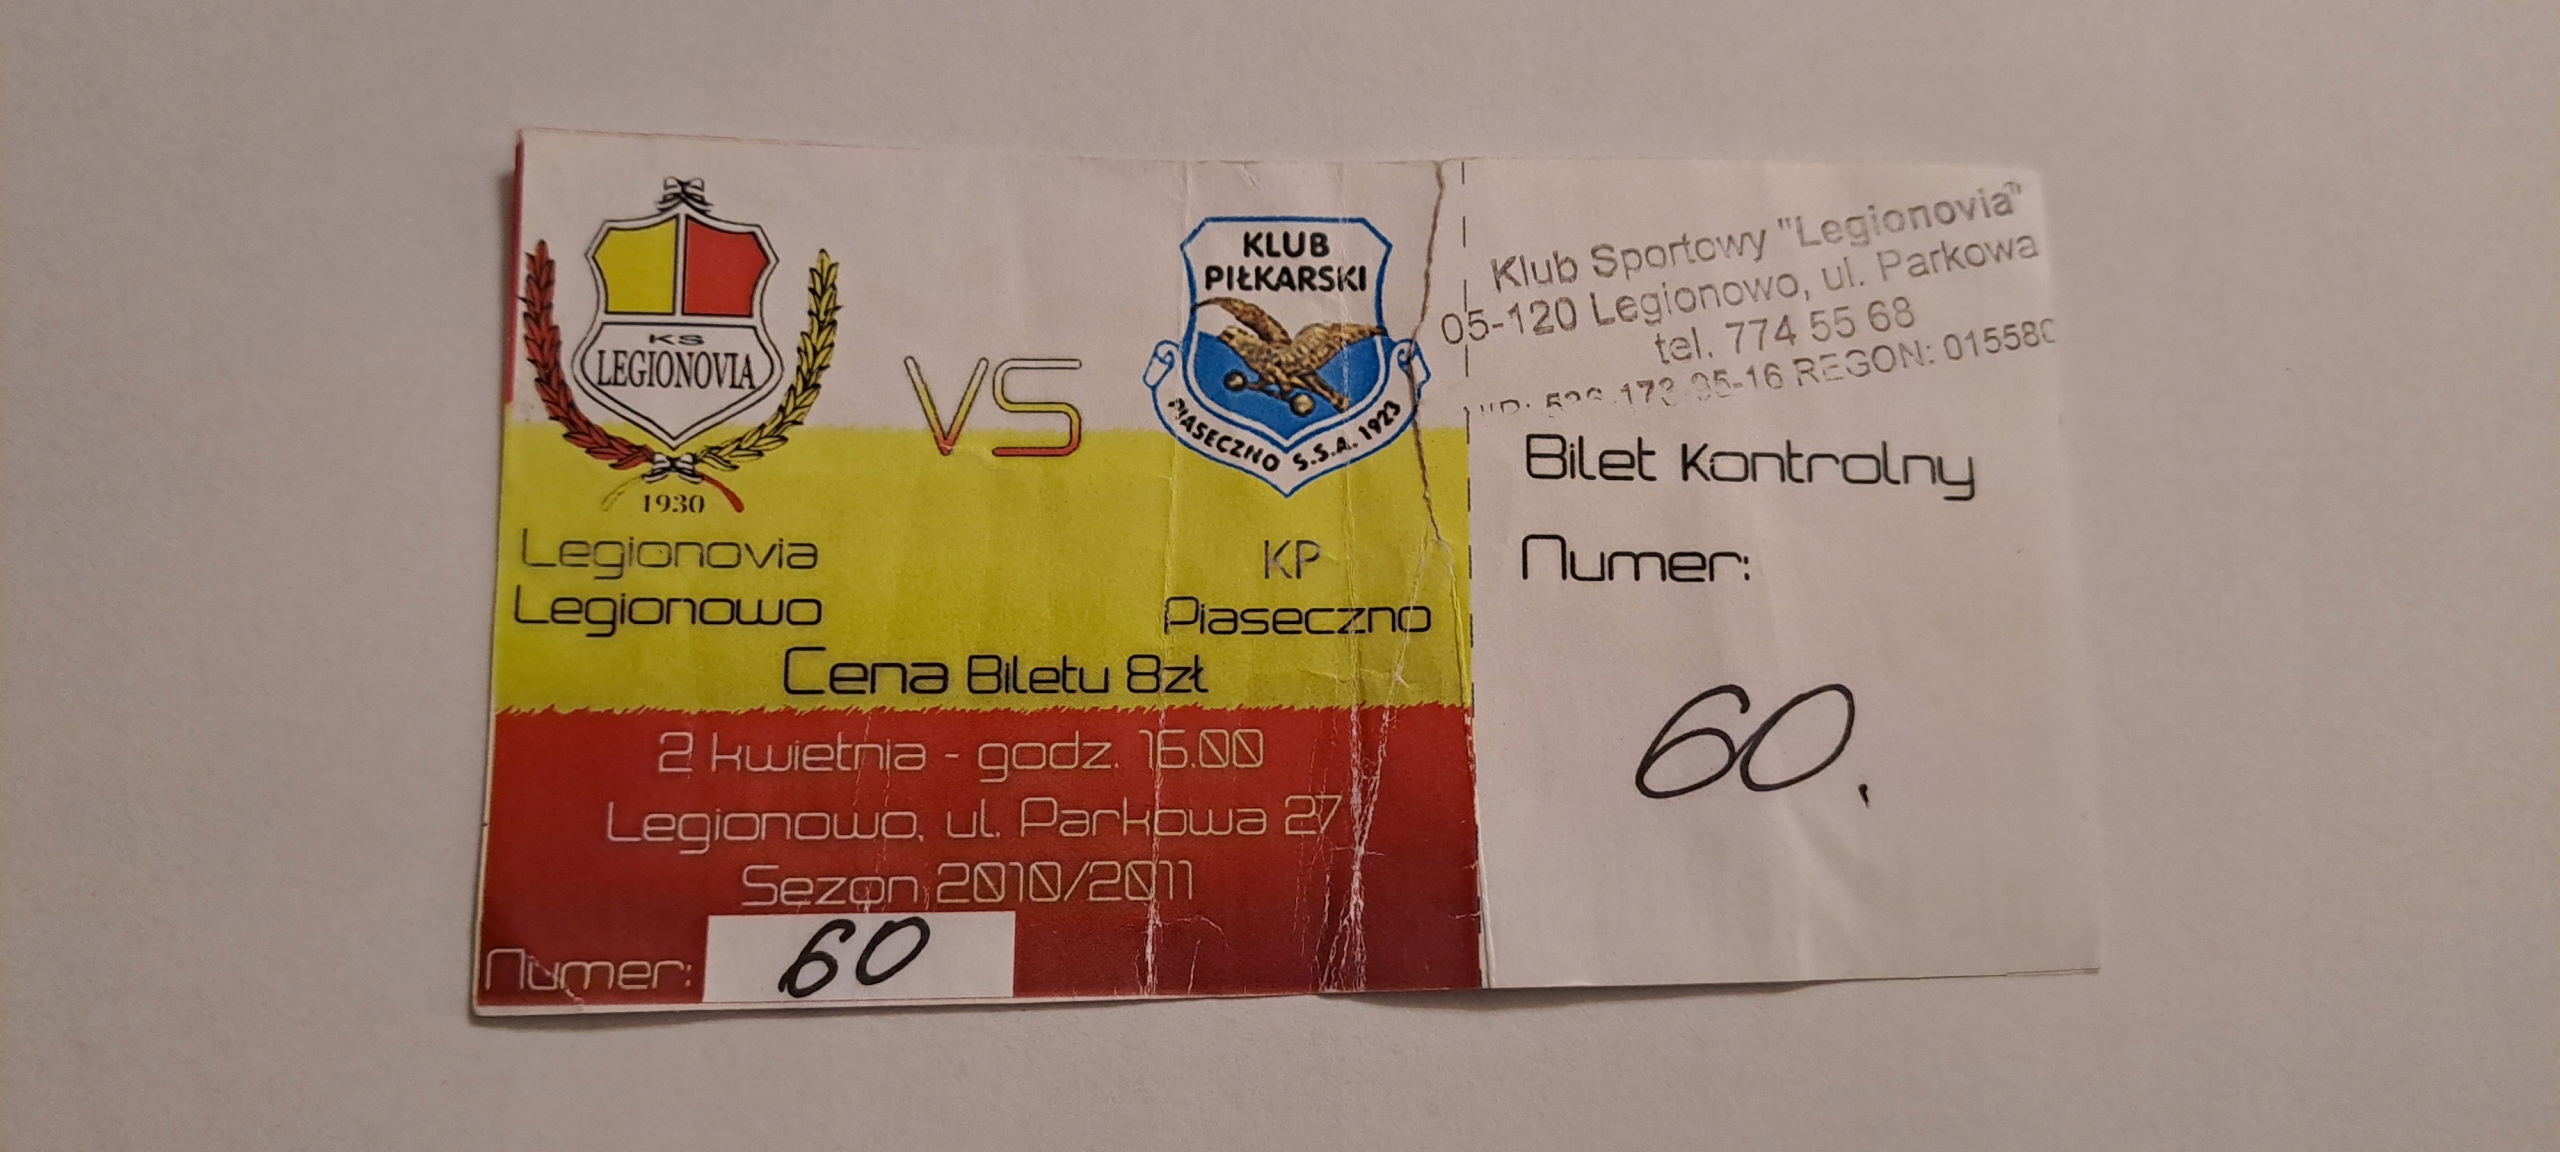 KS
LEGIONOVIA
1930
VS
KLUB
PIŁKARSKI
PIASECZNO S.S.A. 1923
Legionovia
Legionowo
KP
Piaseczno
Cena Biletu 8zł
2 kwietnia - godz. 16.00
Legionowo, ul. Parkowa 27
Sezon 2010/2011
Numer: 60
Klub Sportowy "Legionovia"
05-120 Legionowo, ul. Parkowa
tel. 774 55 68
REGON: 01558
Bilet Kontrolny
Numer:
60.